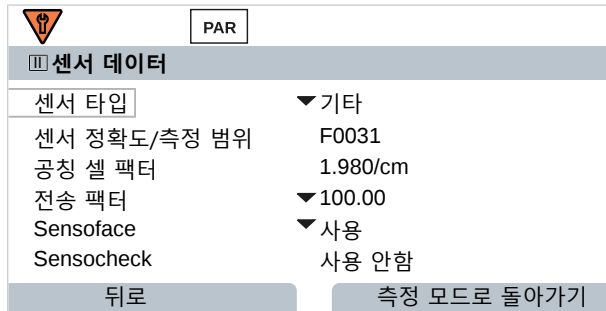 PAR
II 센서 데이터
센서 타입 기타
센서 정확도/측정 범위 F0031
공칭 셀 팩터 1.980/cm
전송 팩터 100.00
Sensoface 사용
Sensocheck 사용 안함
뒤로 측정 모드로 돌아가기